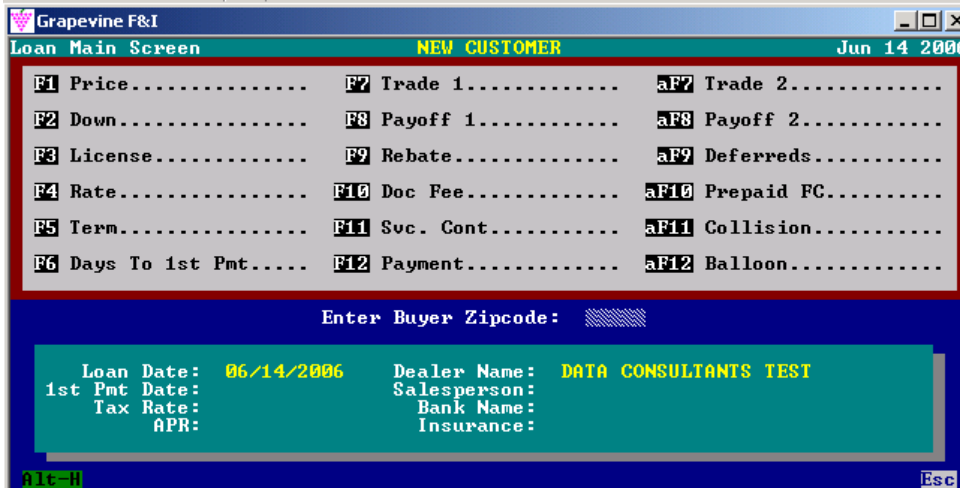 Grapevine F&I
Loan Main Screen NEW CUSTOMER Jun 14 2006
F1 Price............... F7 Trade 1............. aF7 Trade 2.............
F2 Down................ F8 Payoff 1............ aF8 Payoff 2............
F3 License............. F9 Rebate.............. aF9 Deferreds...........
F4 Rate................ F10 Doc Fee............. aF10 Prepaid FC..........
F5 Term................ F11 Svc. Cont........... aF11 Collision...........
F6 Days To 1st Pmt..... F12 Payment............. aF12 Balloon.............
Enter Buyer Zipcode:
Loan Date: 06/14/2006 Dealer Name: DATA CONSULTANTS TEST
1st Pmt Date: Salesperson:
Tax Rate: Bank Name:
APR: Insurance:
Alt-H Esc